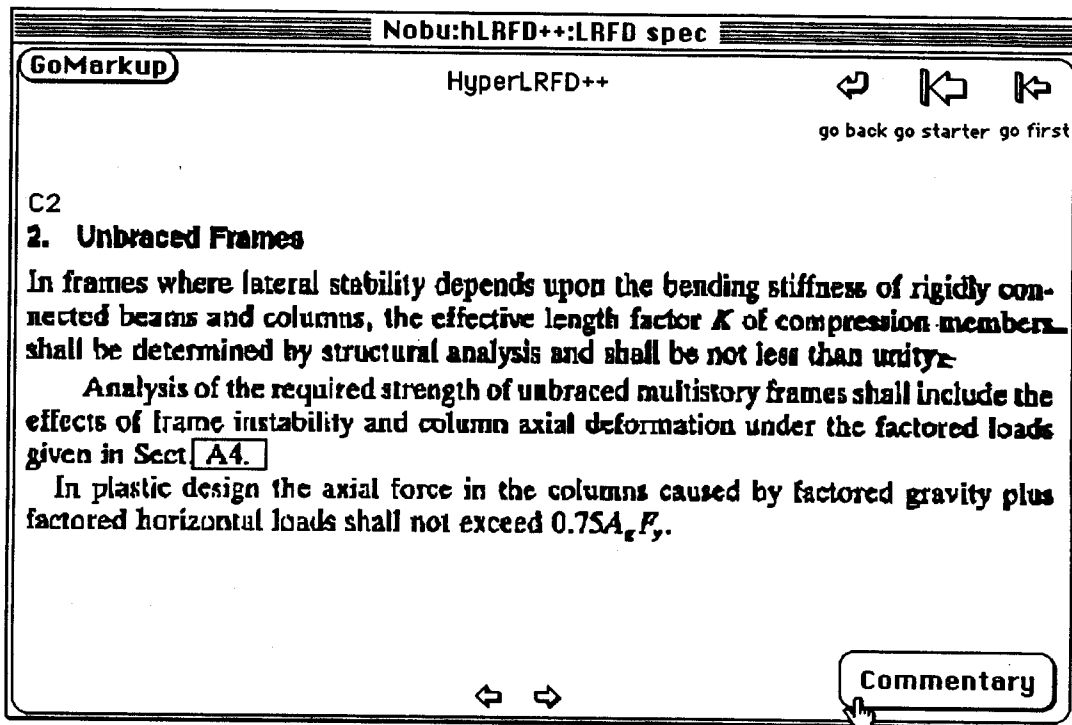 Nobu:hLRFD++:LRFD spec
GoMarkup
HyperLRFD++
go back go starter go first
C2
2. Unbraced Frames
In frames where lateral stability depends upon the bending stiffness of rigidly con-
nected beams and columns, the effective length factor K of compression members
shall be determined by structural analysis and shall be not less than unity.
Analysis of the required strength of unbraced multistory frames shall include the
effects of frame instability and column axial deformation under the factored loads
given in Sect. A4.
In plastic design the axial force in the columns caused by factored gravity plus
factored horizontal loads shall not exceed 0.75AgFy.
Commentary